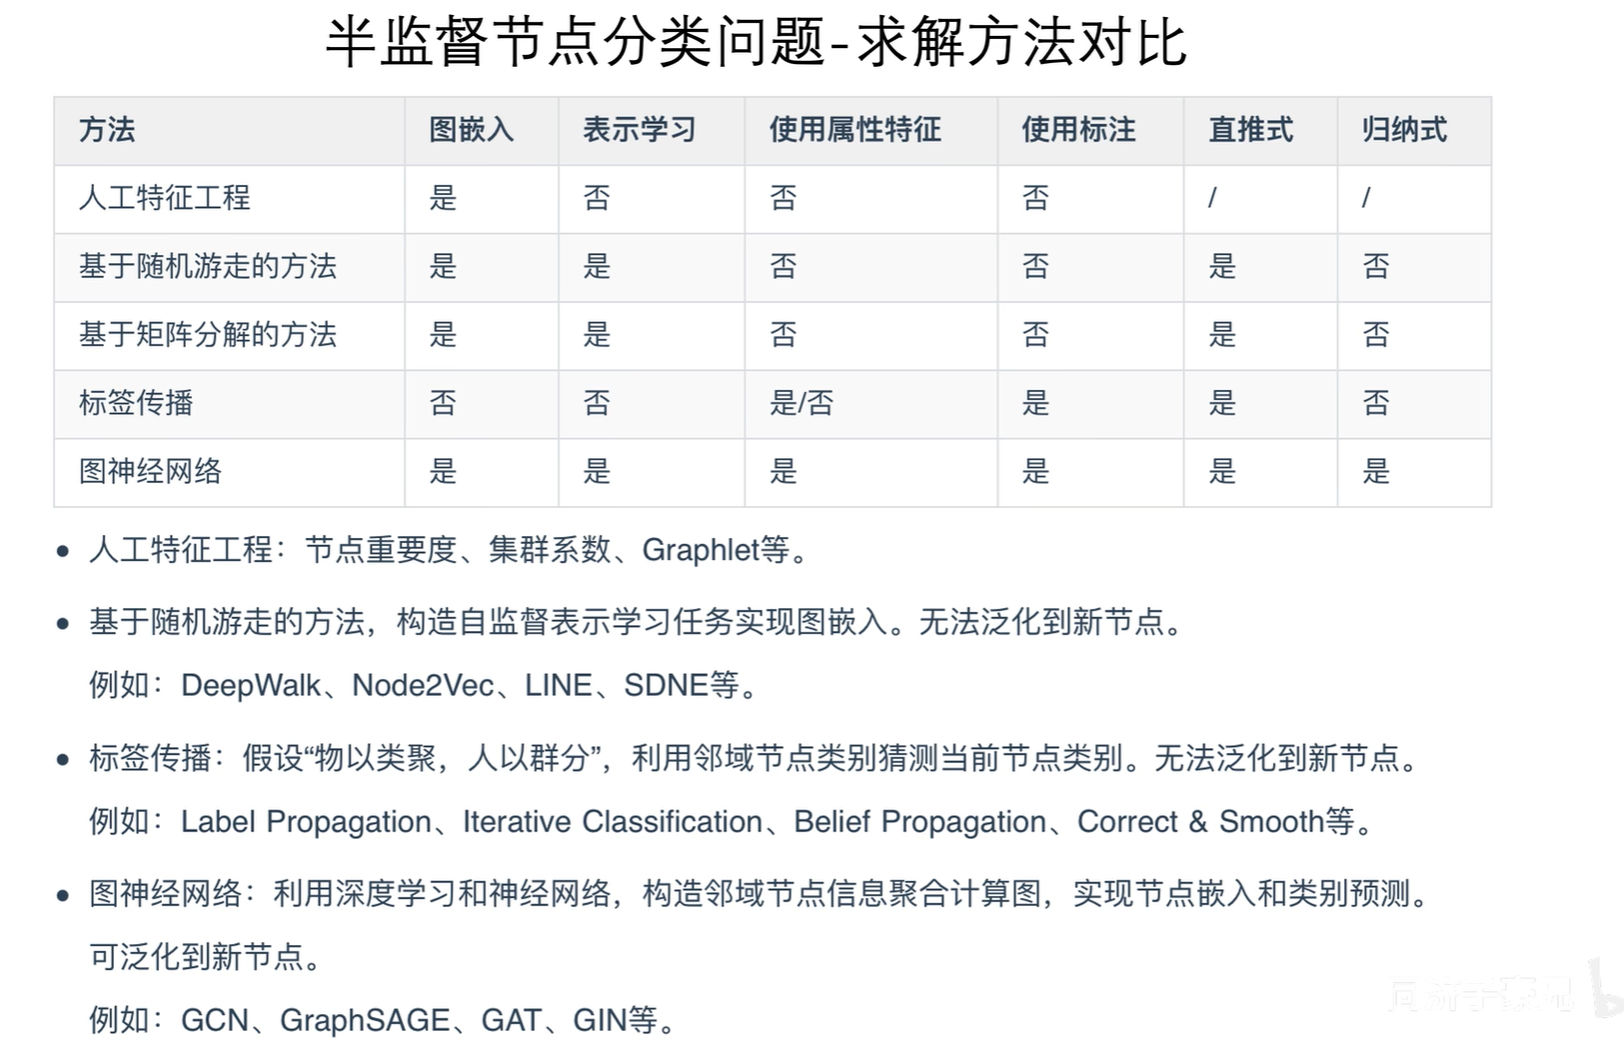 半监督节点分类问题-求解方法对比
方法 图嵌入 表示学习 使用属性特征 使用标注 直推式 归纳式
人工特征工程 是 否 否 否 / /
基于随机游走的方法 是 是 否 否 是 否
基于矩阵分解的方法 是 是 否 否 是 否
标签传播 否 否 是/否 是 是 否
图神经网络 是 是 是 是 是 是
• 人工特征工程：节点重要度、集群系数、Graphlet等。
• 基于随机游走的方法，构造自监督表示学习任务实现图嵌入。无法泛化到新节点。
例如：DeepWalk、Node2Vec、LINE、SDNE等。
• 标签传播：假设“物以类聚，人以群分”，利用邻域节点类别猜测当前节点类别。无法泛化到新节点。
例如：Label Propagation、Iterative Classification、Belief Propagation、Correct & Smooth等。
• 图神经网络：利用深度学习和神经网络，构造邻域节点信息聚合计算图，实现节点嵌入和类别预测。
可泛化到新节点。
例如：GCN、GraphSAGE、GAT、GIN等。